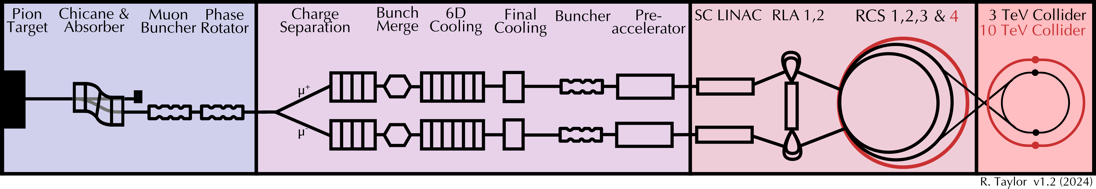 Pion
Target
Chicane &
Absorber
Muon
Buncher
Phase
Rotator
Charge
Separation
Bunch
Merge
6D
Cooling
Final
Cooling
Buncher
Pre-
accelerator
SC LINAC
RLA 1,2
RCS 1,2,3 & 4
3 TeV Collider
10 TeV Collider
μ⁺
μ⁻
R. Taylor v1.2 (2024)